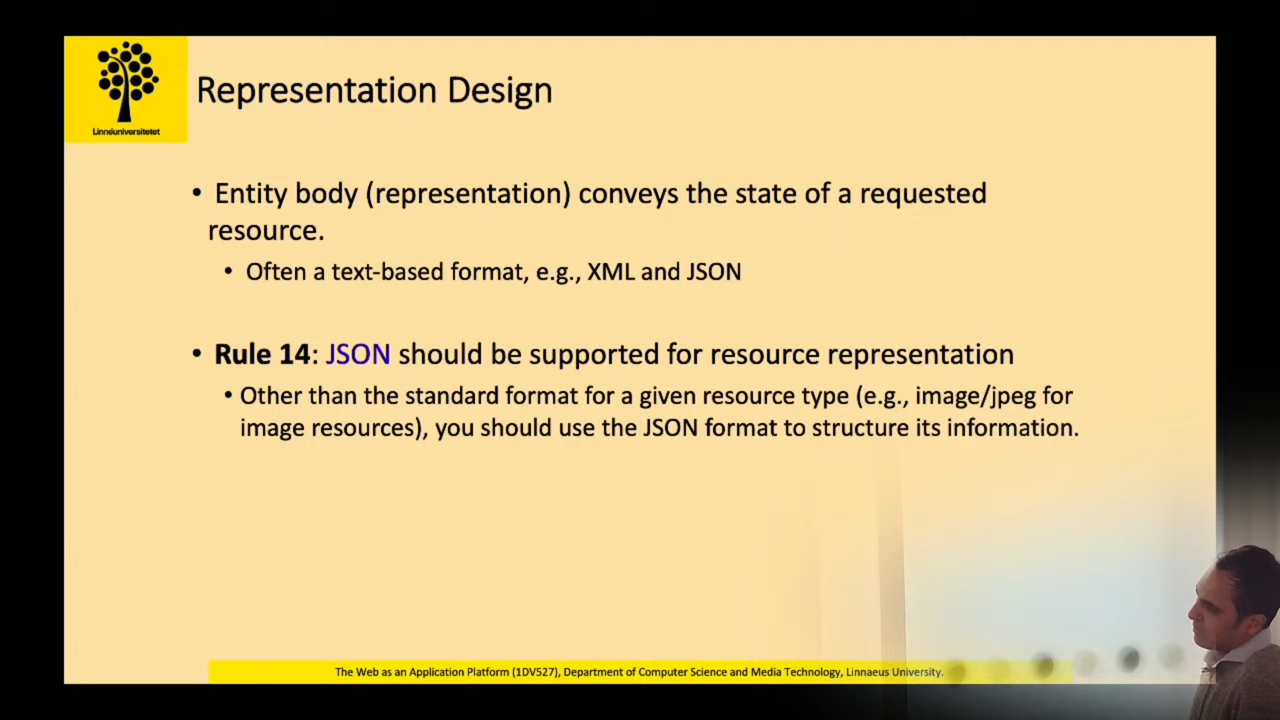 Linnéuniversitetet
Representation Design
• Entity body (representation) conveys the state of a requested
resource.
• Often a text-based format, e.g., XML and JSON
• Rule 14: JSON should be supported for resource representation
• Other than the standard format for a given resource type (e.g., image/jpeg for
image resources), you should use the JSON format to structure its information.
The Web as an Application Platform (1DV527), Department of Computer Science and Media Technology, Linnaeus University.